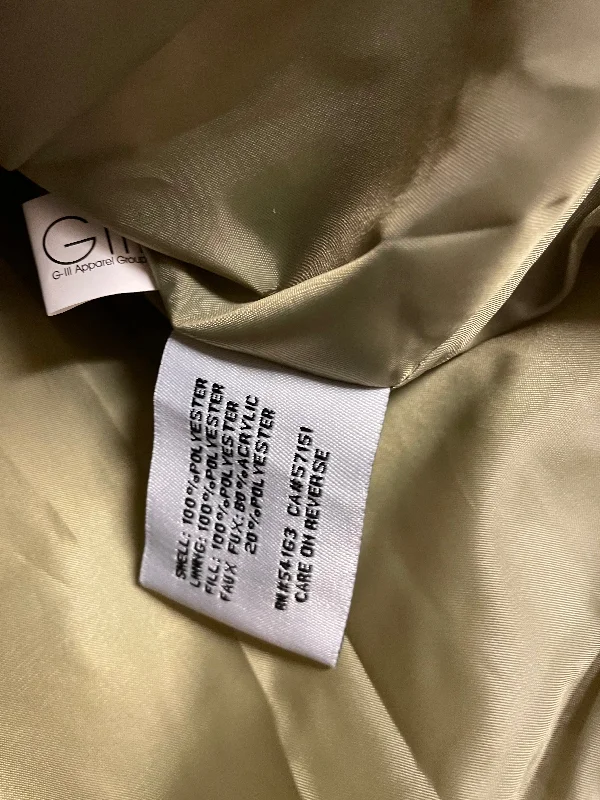 GIII
G-III Apparel Group
SHELL: 100%POLYESTER
LINING: 100%POLYESTER
FILL: 100%POLYESTER
FAUX FUX: 80%ACRYLIC
20%POLYESTER
RN#54163 CA#57151
CARE ON REVERSE